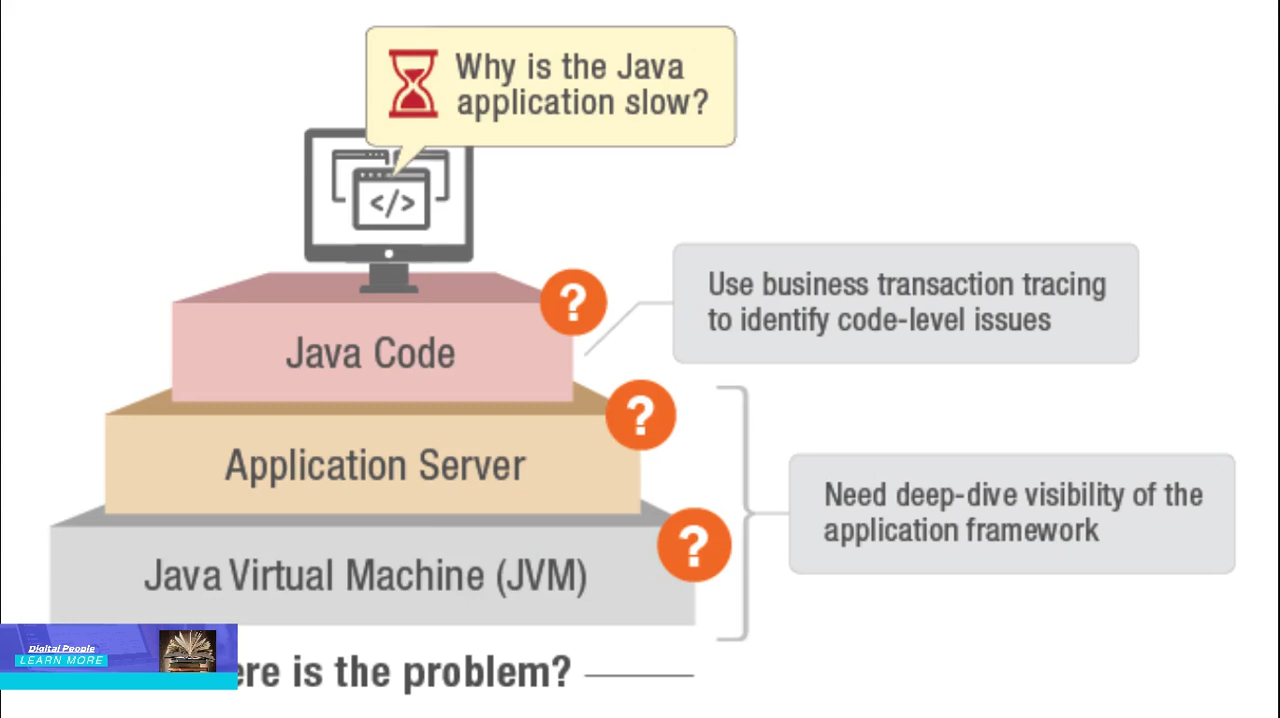 Why is the Java
application slow?
</>
?
Use business transaction tracing
to identify code-level issues
Java Code
?
Application Server
Need deep-dive visibility of the
application framework
?
Java Virtual Machine (JVM)
Digital People
LEARN MORE
ere is the problem?